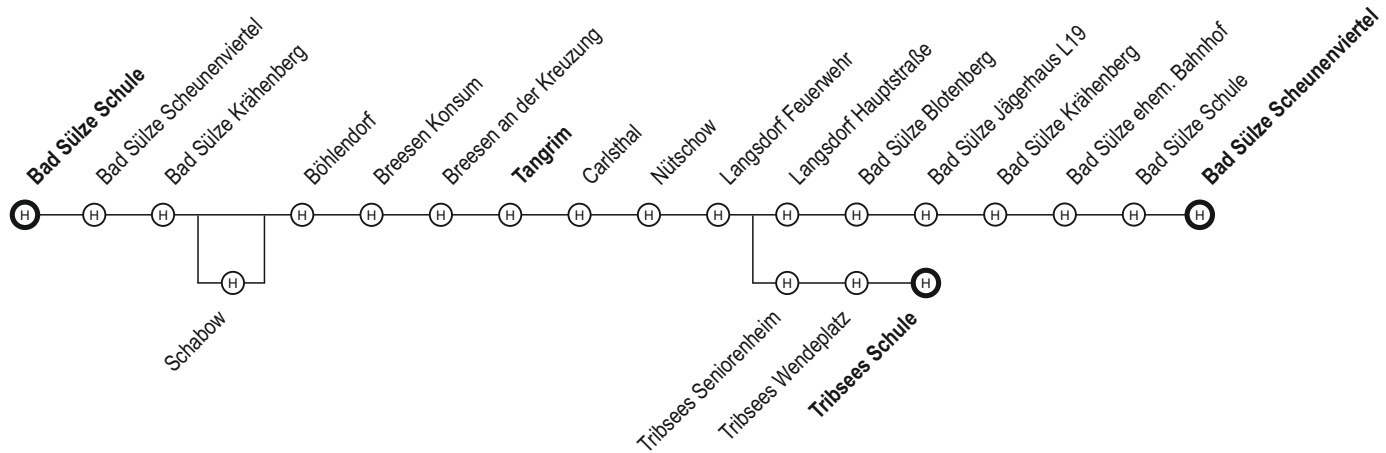 Bad Sülze Schule
Bad Sülze Scheunenviertel
Bad Sülze Krähenberg
Böhlendorf
Breesen Konsum
Breesen an der Kreuzung
Tangrim
Carlsthal
Nütschow
Langsdorf Feuerwehr
Langsdorf Hauptstraße
Bad Sülze Blotenberg
Bad Sülze Jägerhaus L19
Bad Sülze Krähenberg
Bad Sülze ehem. Bahnhof
Bad Sülze Schule
Bad Sülze Scheunenviertel
H H H H H H H H H H H H H H H H H
H H H H
Schabow
Tribsees Seniorenheim
Tribsees Wendeplatz
Tribsees Schule